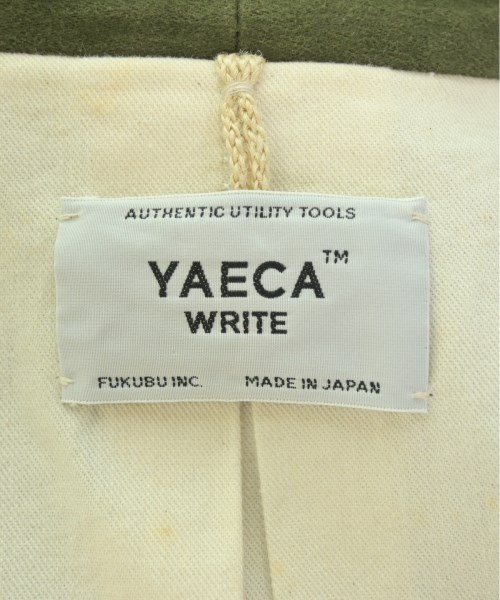 AUTHENTIC UTILITY TOOLS
YAECA™
WRITE
FUKUBU INC. MADE IN JAPAN